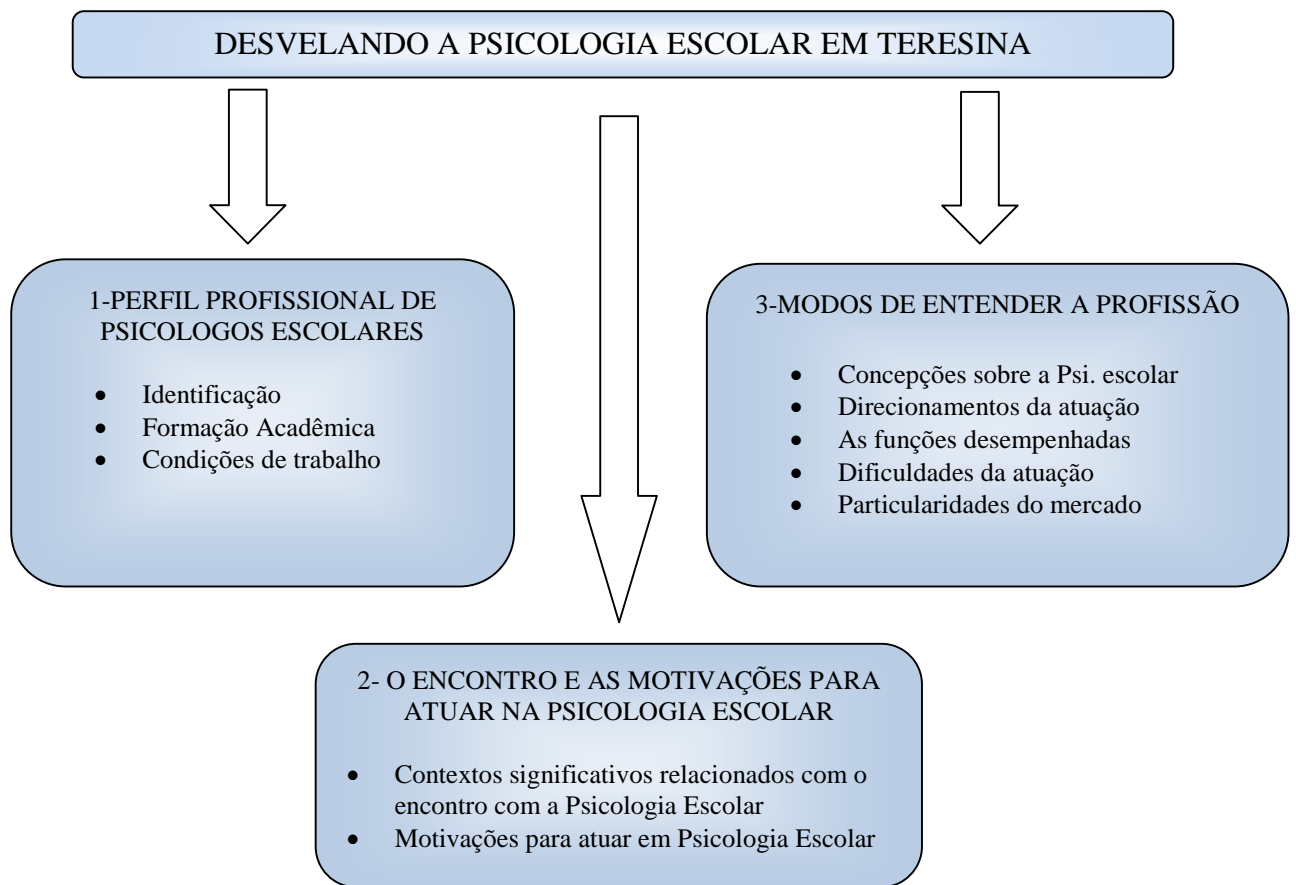 DESVELANDO A PSICOLOGIA ESCOLAR EM TERESINA
1-PERFIL PROFISSIONAL DE
PSICOLOGOS ESCOLARES
• Identificação
• Formação Acadêmica
• Condições de trabalho
3-MODOS DE ENTENDER A PROFISSÃO
• Concepções sobre a Psi. escolar
• Direcionamentos da atuação
• As funções desempenhadas
• Dificuldades da atuação
• Particularidades do mercado
2- O ENCONTRO E AS MOTIVAÇÕES PARA
ATUAR NA PSICOLOGIA ESCOLAR
• Contextos significativos relacionados com o
encontro com a Psicologia Escolar
• Motivações para atuar em Psicologia Escolar